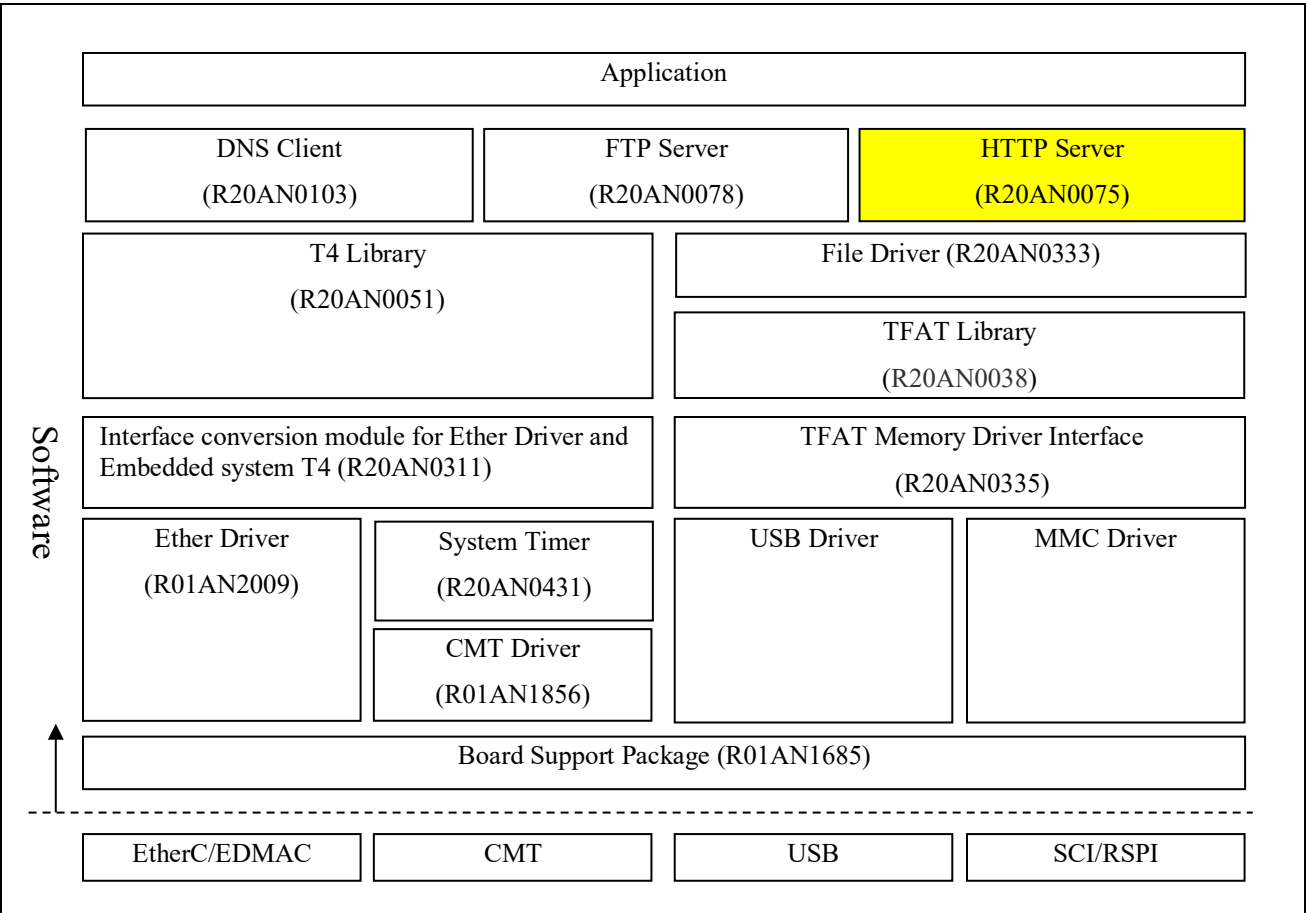 Application
DNS Client
(R20AN0103)
FTP Server
(R20AN0078)
HTTP Server
(R20AN0075)
T4 Library
(R20AN0051)
File Driver (R20AN0333)
TFAT Library
(R20AN0038)
Software
Interface conversion module for Ether Driver and
Embedded system T4 (R20AN0311)
TFAT Memory Driver Interface
(R20AN0335)
Ether Driver
(R01AN2009)
System Timer
(R20AN0431)
CMT Driver
(R01AN1856)
USB Driver
MMC Driver
Board Support Package (R01AN1685)
EtherC/EDMAC
CMT
USB
SCI/RSPI